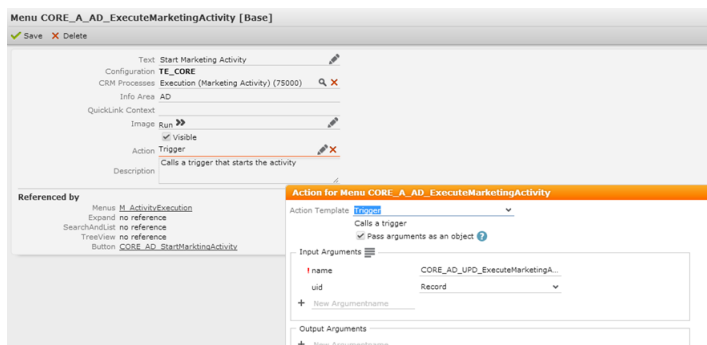 Menu CORE_A_AD_ExecuteMarketingActivity [Base]
Save Delete
Text Start Marketing Activity
Configuration TE_CORE
CRM Processes Execution (Marketing Activity) (75000)
Info Area AD
QuickLink Context
Image Run
Visible
Action Trigger
Calls a trigger that starts the activity
Description
Referenced by
Menus M_ActivityExecution
Expand no reference
SearchAndList no reference
TreeView no reference
Button CORE_AD_StartMarktingActivity
Action for Menu CORE_A_AD_ExecuteMarketingActivity
Action Template Trigger
Calls a trigger
Pass arguments as an object ?
Input Arguments
! name CORE_AD_UPD_ExecuteMarketingA...
uid Record
+ New Argumentname
Output Arguments
+ New Argumentname